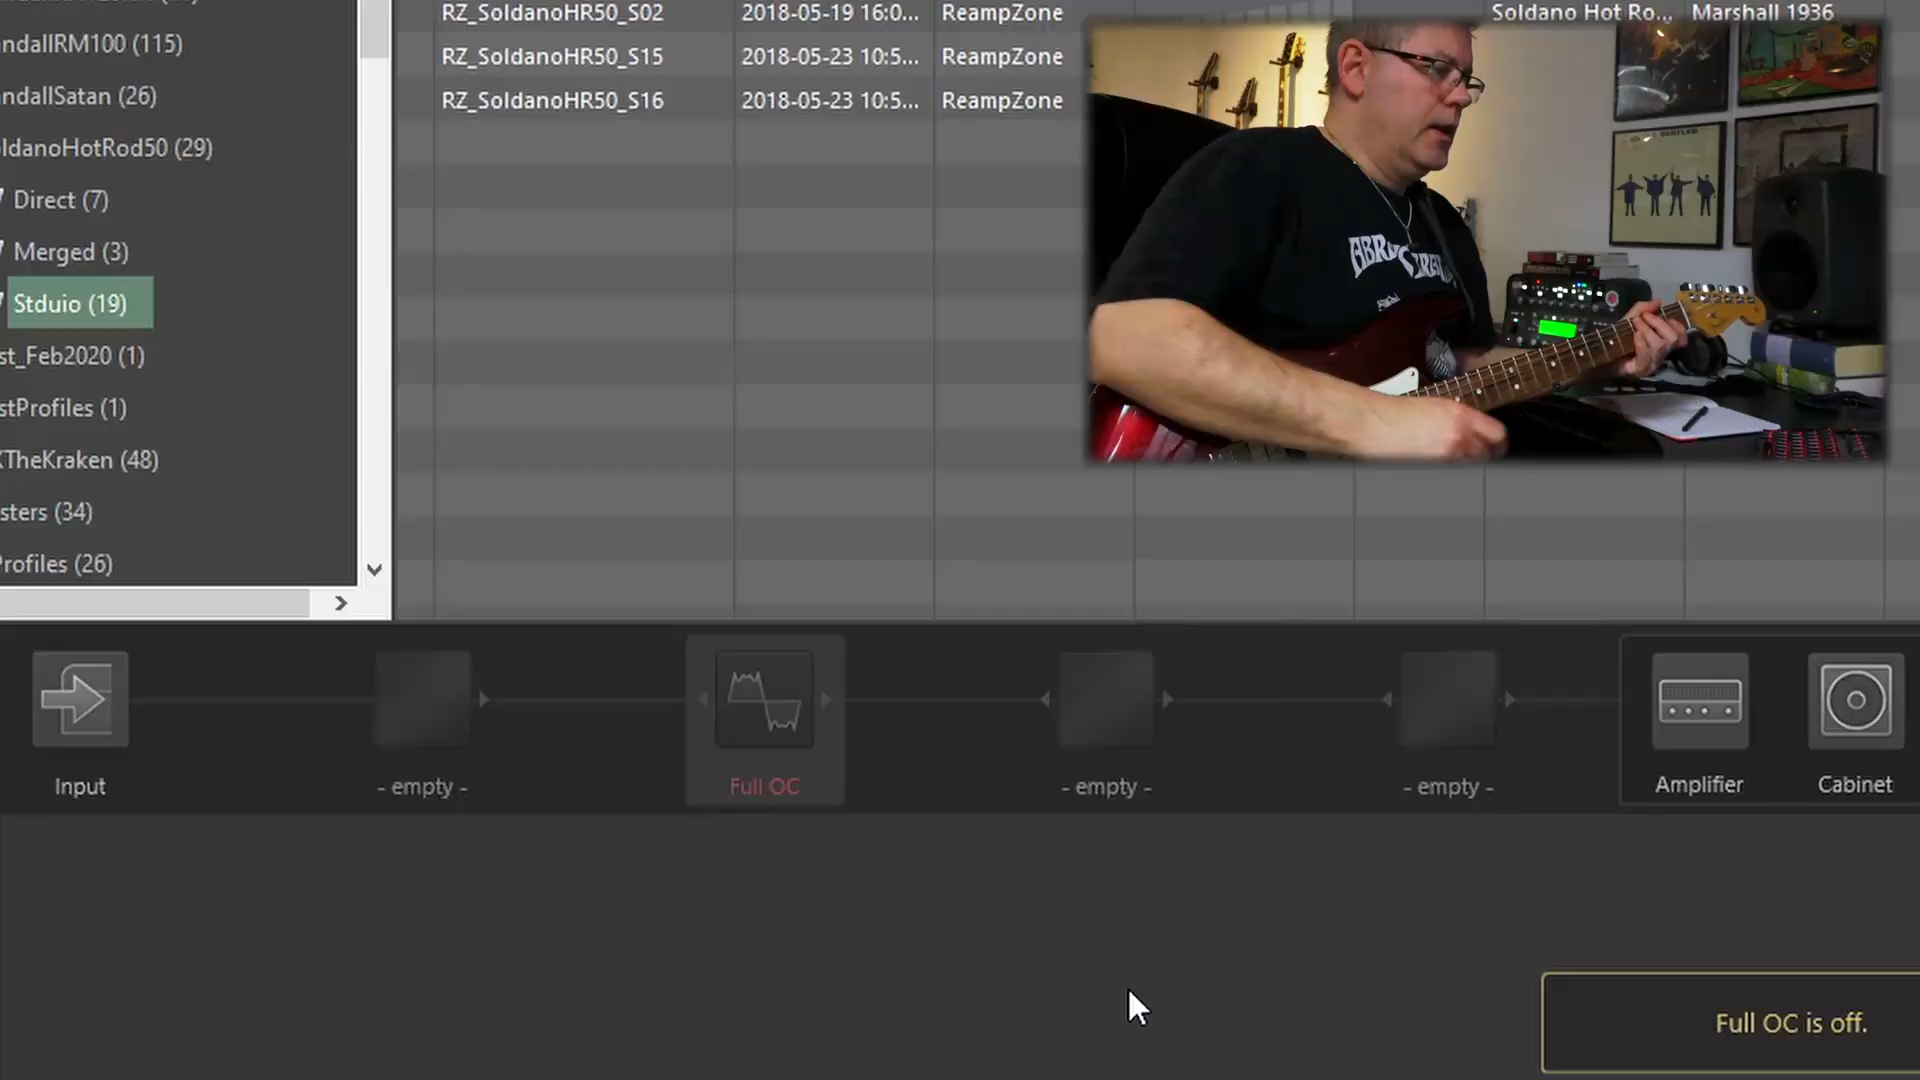 RZ_SoldanoHR50_S02 2018-05-19 16:0... ReampZone Soldano Hot Ro... Marshall 1936
ndallRM100 (115)
RZ_SoldanoHR50_S15 2018-05-23 10:5... ReampZone
ndallSatan (26)
RZ_SoldanoHR50_S16 2018-05-23 10:5... ReampZone
ldanoHotRod50 (29)
Direct (7)
Merged (3)
Stduio (19)
st_Feb2020 (1)
stProfiles (1)
TheKraken (48)
sters (34)
Profiles (26)
Input
- empty -
Full OC
- empty -
- empty -
Amplifier
Cabinet
Full OC is off.